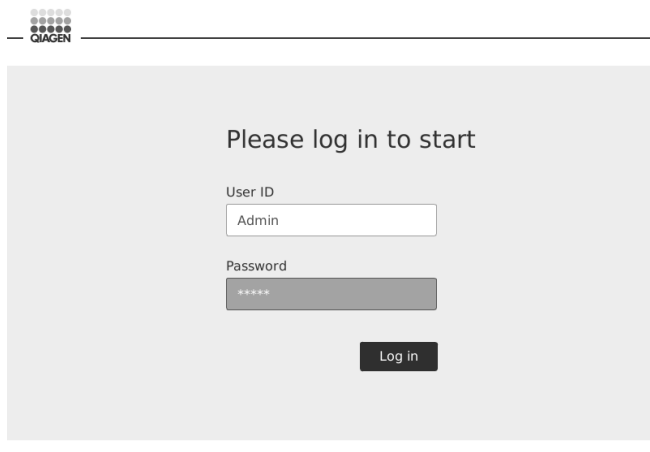 QIAGEN
Please log in to start
User ID
Admin
Password
*****
Log in